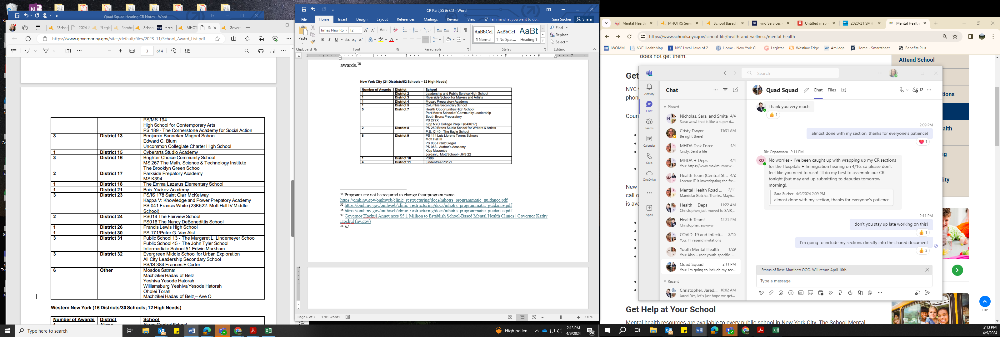 Quad Squad Hearing CR Notes - Word
https://www.governor.ny.gov/sites/default/files/2023-11/School_Award_List.pdf
3 of 4
PS/MS 194
High School for Contemporary Arts
PS 189 - The Cornerstone Academy for Social Action
3 District 13 Benjamin Banneker Magnet School
Edward C. Blum
Uncommon Collegiate Charter High School
1 District 15 Cyberarts Studio Academy
3 District 16 Brighter Choice Community School
MS 267 The Math, Science & Technology Institute
The Brooklyn Green School
2 District 17 Parkside Prepatory Academy
MS K394
1 District 18 The Emma Lazarus Elementary School
1 District 21 Bais Yaakov Academy
3 District 23 PS/IS 178 Saint Clair McKelway
Kappa V: Knowledge and Power Prepatory Academy
PS 041 Francis White (23K522: Mott Hall IV Middle
School)
2 District 24 PS014 The Fairview School
PS016 The Nancy DeBenedittis School
1 District 26 Francis Lewis High School
1 District 30 PS 171/Peter G. Van Alst
3 District 31 Public School 13 - The Margaret L. Lindemeyer School
Public School 45 - The John Tyler School
Intermediate School 51 Edwin Markham
3 District 32 Evergreen Middle School for Urban Exploration
All City Leadership Secondary School
PS/IS 384 Frances E Carter
6 Other Mosdos Satmar
Machzikei Hadas of Belz
Yeshiva Yesode Hatorah
Williamsburg Yeshiva Yesode Hatorah
Oholei Torah
Machzikei Hadas of Belz – Ave O
Western New York (16 Districts/30 Schools; 12 High Needs)
Number of Awards District School
CR Part_SS & CD - Word
File Home Insert Design Layout References Mailings Review View Tell me what you want to do... Sara Sucher Share
Times New Ro 12
Paste
Clipboard Font Paragraph Styles Editing
AaBbCcI AaBbCcI AaBb
¶ Normal ¶ No Spac... Heading 1
Find
Replace
Select
awards.38
New York City (21 Districts/52 Schools – 52 High Needs)
Number of Awards District School
1 District 2 Leadership and Public Service High School
1 District 3 Riverside School for Makers and Artists
1 District 4 Mosaic Preparatory Academy
1 District 5 Columbia Secondary School
5 District 7 Health Opportunities High School
Port Morris School of Community Leadership
South Bronx Preparatory
PS 277X
Kipp NYC College Prep II (84X617)
2 District 8 PS 269 Bronx Studio School for Writers & Artists
P.S. X140 - The Eagle School
6 District 9 PS 114 Luis Llorens Torres Schools
Mott Hall III
PS 035 Franz Siegel
PS 063 - Author's Academy
Kipp Macombs
Jordan L. Mott School - JHS 22
1 District 10 PS86
4 District 11 Lindentree/PS127
34 Programs are not be required to change their program name.
https://omh.ny.gov/omhweb/clinic_restructuring/docs/mhotrs_programmatic_guidance.pdf
35 https://omh.ny.gov/omhweb/clinic_restructuring/docs/mhotrs_programmatic_guidance.pdf
36 https://omh.ny.gov/omhweb/clinic_restructuring/docs/mhotrs_programmatic_guidance.pdf
37 Governor Hochul Announces $5.1 Million to Establish School-Based Mental Health Clinics | Governor Kathy
Hochul (ny.gov)
38 Id.
Page 6 of 7 1701 words 110%
Mental Health MHOTRS Serv School Based Find Services Untitled map 2020-21 SMH Mental Health
https://www.schools.nyc.gov/school-life/health-and-wellness/mental-health
IWOMM NYC HealthMap NYC Local Laws of 2... Home - New York Ci... Legistar Westlaw Edge AmLegal Home - Smartsheet.... Benefits Plus
does not get them.
Attend School
Get
NYC
phon
Coun
New
call o
is ava
Search
Activity
Chat
Teams
Calendar
Calls
OneDrive
Apps
Chat
Pinned
Nicholas, Sara, and Smita 4/4
Sara: wow! that is like a super d...
Cristy Dwyer 11:31 AM
Be right there!
MHDA Task Force 4/4
Cristy: Sent a file
MHDA + Deps 4/4
You: https://www.maximumnew...
Health Team (Central St... 4/2
Lorean: IT is investigating the fre...
Mental Health Road ... 2/11
Mandela: Gotcha. Thanks. Mayb...
Health + Deps 11:22 AM
Christopher: just moved to SAIR,...
Health Team! 12:25 PM
Christopher: awwww
COVID-19 and Infecti... 2/15
You: I'll resend invitations
Youth Mental Health 1/29
You: Also ... (not youth-specific, ...
Quad Squad 2:11 PM
You: I'm going to include my sec...
Recent
Christopher, Jared... 10:02 AM
Jared: Yes, let's just hope we get...
Quad Squad Chat Files 12
Thank you very much
1
2:09 PM
almost done with my section, thanks for everyone's patience!
1
Rie Ogasawara 2:11 PM
RO
No worries~ I've been caught up with wrapping up my CR sections
for the Hospitals + Immigration hearing on 4/16, so please don't
feel like you need to rush! I'll do my best to assemble our CR
tonight (but may end up submitting to deputies tomorrow
morning).
Sara Sucher 4/9/2024 2:09 PM
almost done with my section, thanks for everyone's patience!
2:11 PM
don't you stay up late working on this!
1
I'm going to include my sections directly into the shared document
2
Status of Rose Martinez: OOO. Will return April 10th.
Type a message
Get Help at Your School
Mental health resources are available to every public school in New York City. The School Mental
TOP
Type here to search
High pollen
2:13 PM
4/9/2024
20
2:13 PM
4/9/2024